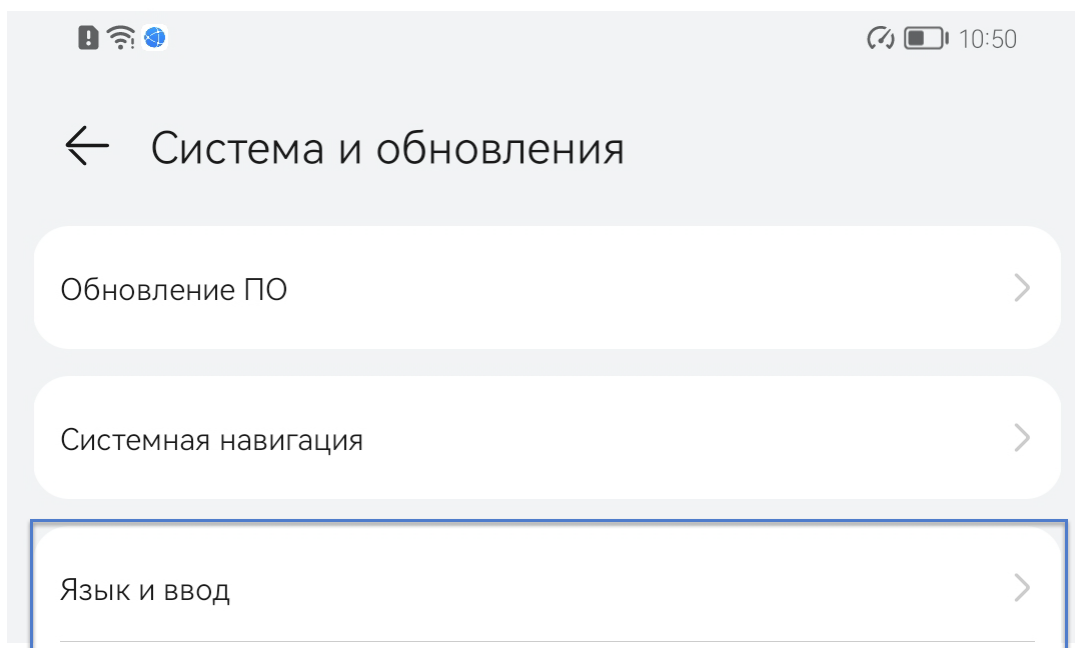 10:50
Система и обновления
Обновление ПО
Системная навигация
Язык и ввод